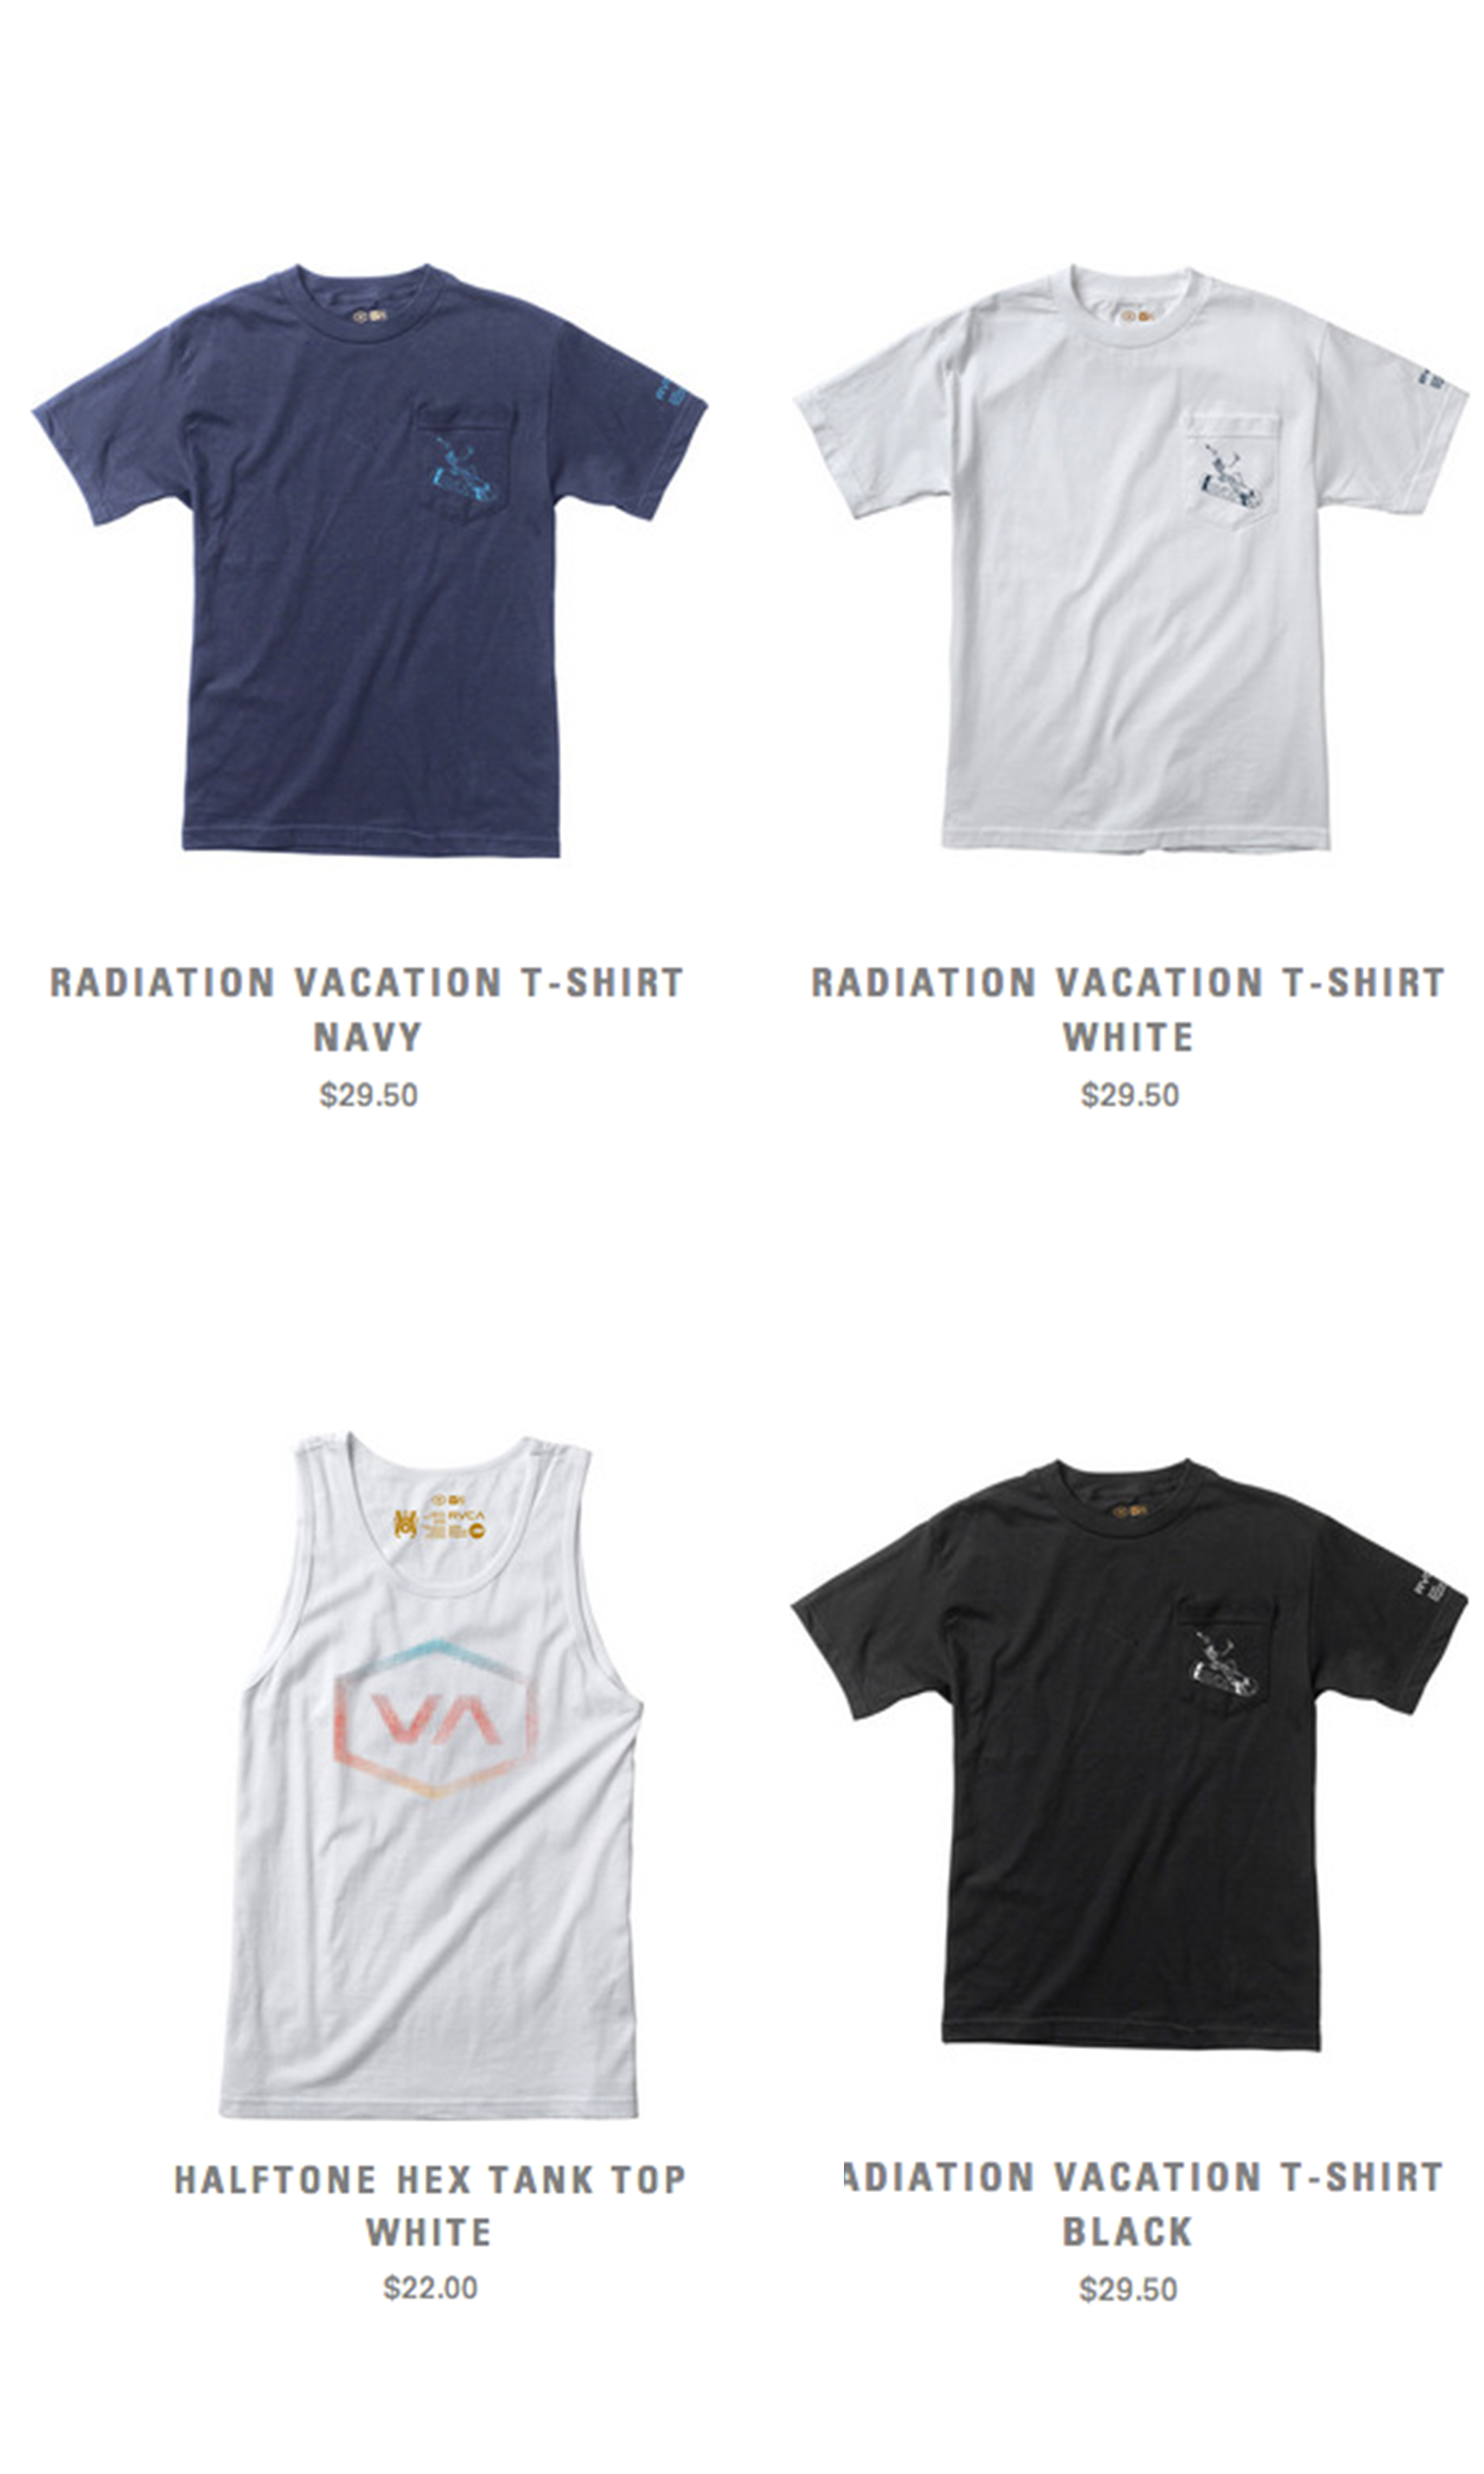 RADIATION VACATION T-SHIRT
NAVY
$29.50
RADIATION VACATION T-SHIRT
WHITE
$29.50
RVCA
VA
HALFTONE HEX TANK TOP
WHITE
$22.00
ADIATION VACATION T-SHIRT
BLACK
$29.50